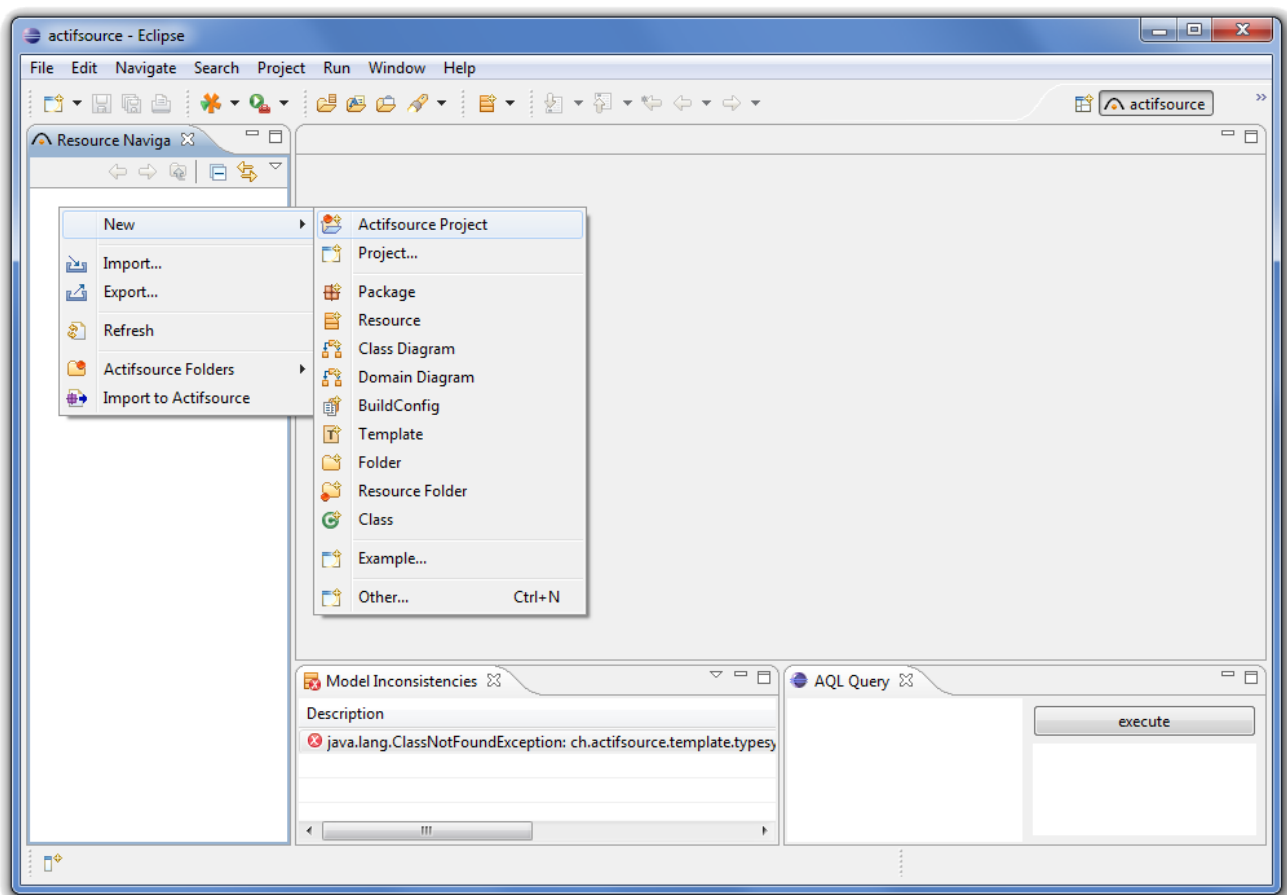 actifsource - Eclipse
File Edit Navigate Search Project Run Window Help
actifsource
Resource Naviga
New
Import...
Export...
Refresh
Actifsource Folders
Import to Actifsource
Actifsource Project
Project...
Package
Resource
Class Diagram
Domain Diagram
BuildConfig
Template
Folder
Resource Folder
Class
Example...
Other... Ctrl+N
Model Inconsistencies
Description
java.lang.ClassNotFoundException: ch.actifsource.template.typesy
AQL Query
execute